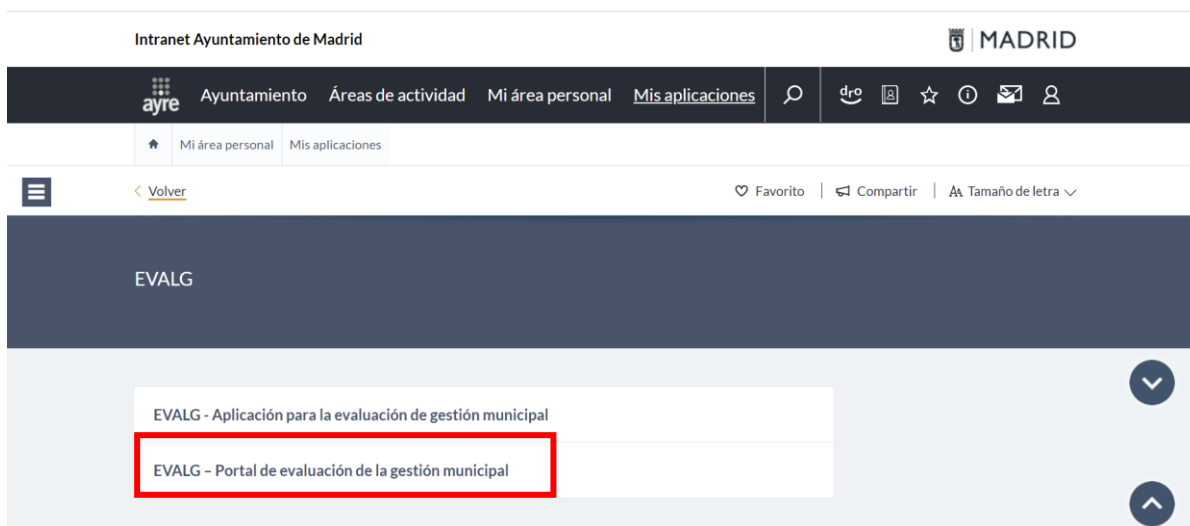 Intranet Ayuntamiento de Madrid
MADRID
ayre Ayuntamiento Áreas de actividad Mi área personal Mis aplicaciones dro
Mi área personal Mis aplicaciones
Volver Favorito Compartir AA Tamaño de letra
EVALG
EVALG - Aplicación para la evaluación de gestión municipal
EVALG – Portal de evaluación de la gestión municipal